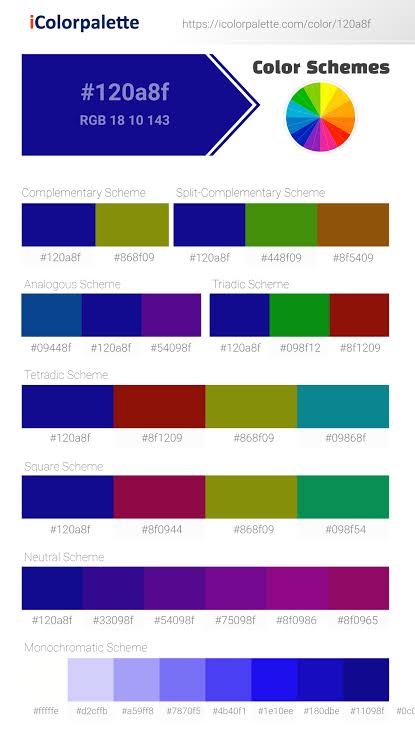 iColorpalette
https://icolorpalette.com/color/120a8f
Color Schemes
#120a8f
RGB 18 10 143
Complementary Scheme
#120a8f #868f09
Split-Complementary Scheme
#120a8f #448f09 #8f5409
Analogous Scheme
#09448f #120a8f #54098f
Triadic Scheme
#120a8f #098f12 #8f1209
Tetradic Scheme
#120a8f #8f1209 #868f09 #09868f
Square Scheme
#120a8f #8f0944 #868f09 #098f54
Neutral Scheme
#120a8f #33098f #54098f #75098f #8f0986 #8f0965
Monochromatic Scheme
#fffffe #d2cffb #a59ff8 #7870f5 #4b40f1 #1e10ee #180dbe #11098f